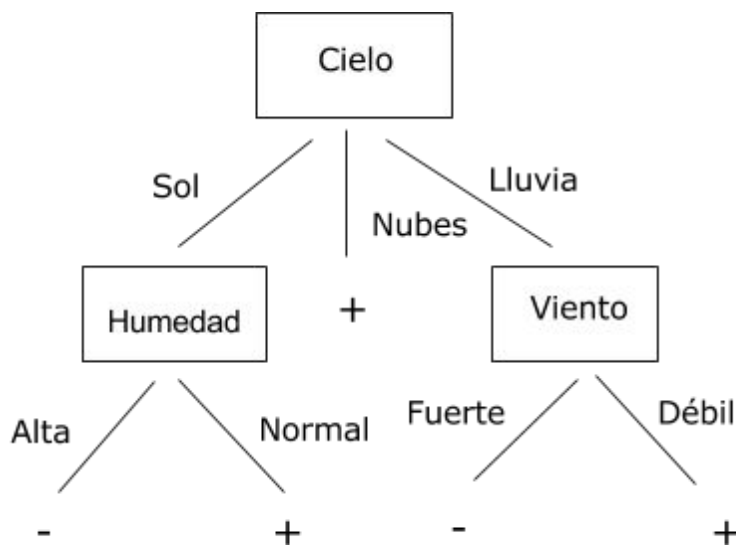 Cielo
Sol
Lluvia
Nubes
Humedad
+
Viento
Alta
Normal
Fuerte
Débil
-
+
-
+